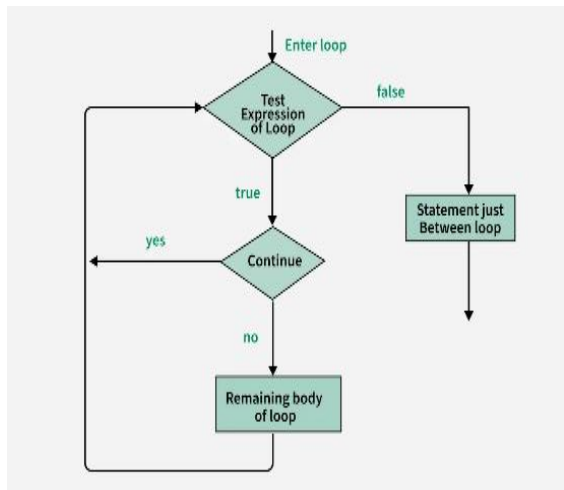 Enter loop
Test
Expression
of Loop
false
true
Statement just
Between loop
yes
Continue
no
Remaining body
of loop